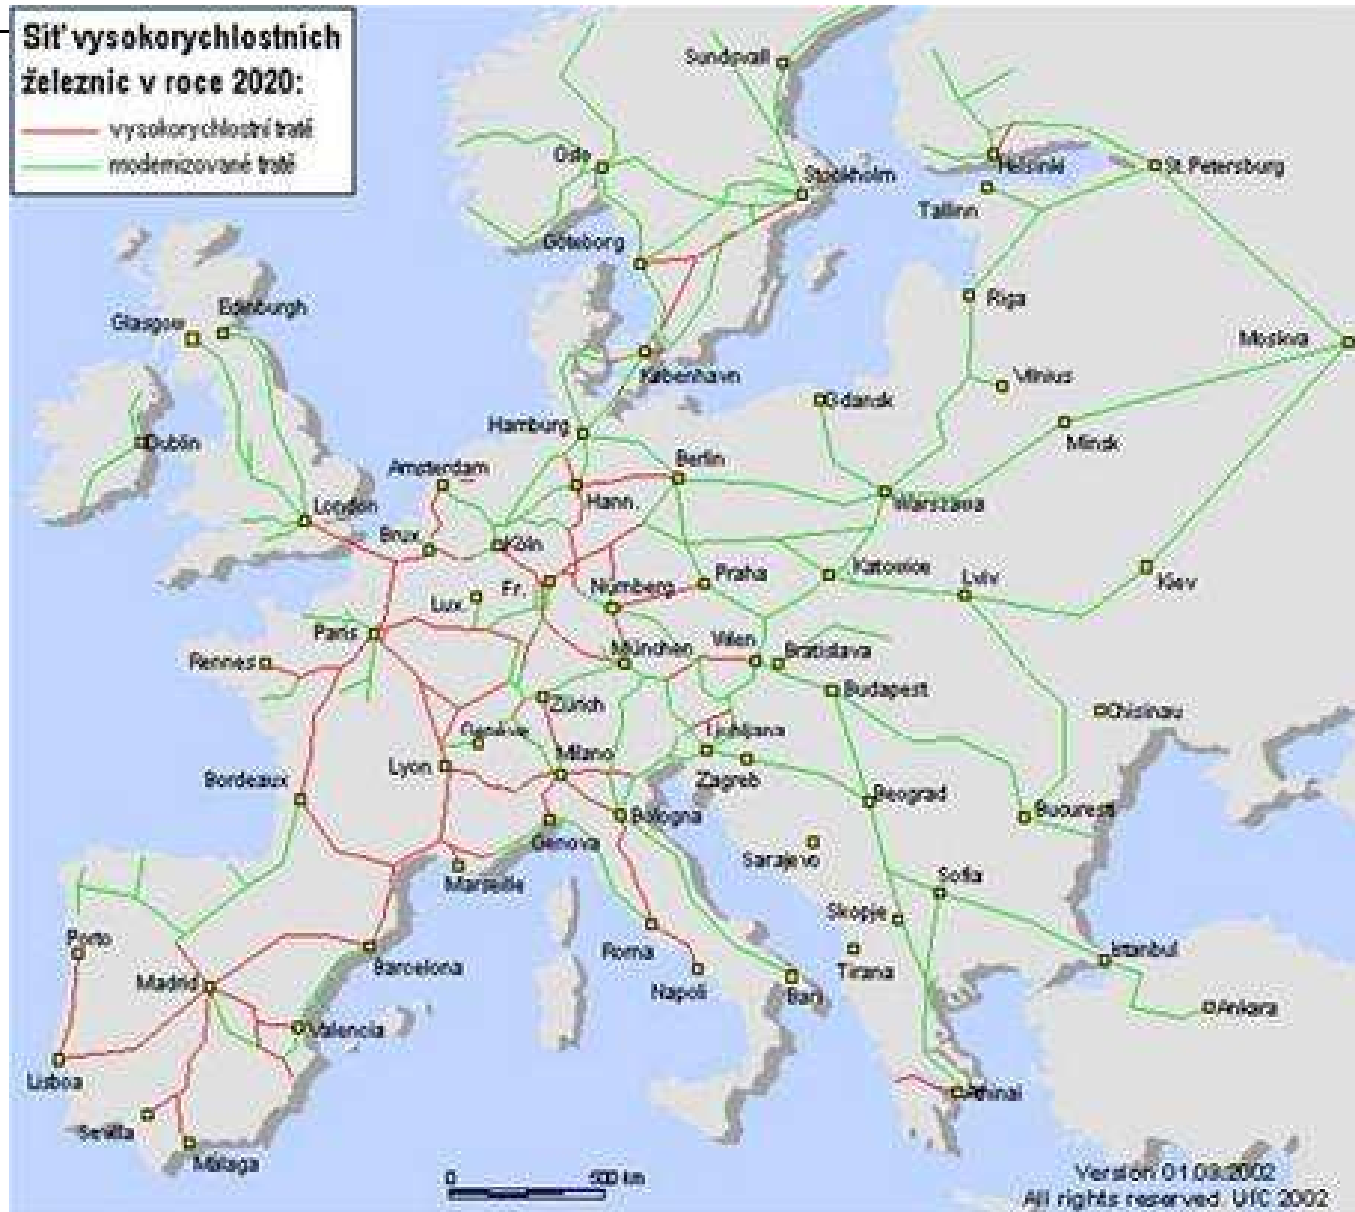 Síť vysokorychlostních
železnic v roce 2020:
vysokorychlostní tratě
modernizované tratě
Sundsvall
Oslo
Helsinki
St. Petersburg
Stockholm
Tallinn
Göteborg
Riga
Edinburgh
Glasgow
Moskva
København
Vilnius
Gdansk
Hamburg
Minsk
Dublin
Berlin
Amsterdam
Hann.
London
Warszawa
Brux.
Köln
Praha
Katowice
Lviv
Kiev
Fr.
Nürnberg
Lux.
Paris
Wien
München
Bratislava
Rennes
Budapest
Zürich
Chisinau
Genéve
Ljubljana
Milano
Lyon
Zagreb
Bordeaux
Beograd
Bucuresti
Bologna
Genova
Sarajevo
Marseille
Sofia
Skopje
Porto
Roma
Istanbul
Barcelona
Tirana
Madrid
Napoli
Bari
Ankara
Valencia
Lisboa
Athinai
Sevilla
Málaga
0 500 km
Version 01.03.2002
All rights reserved. UIC 2002